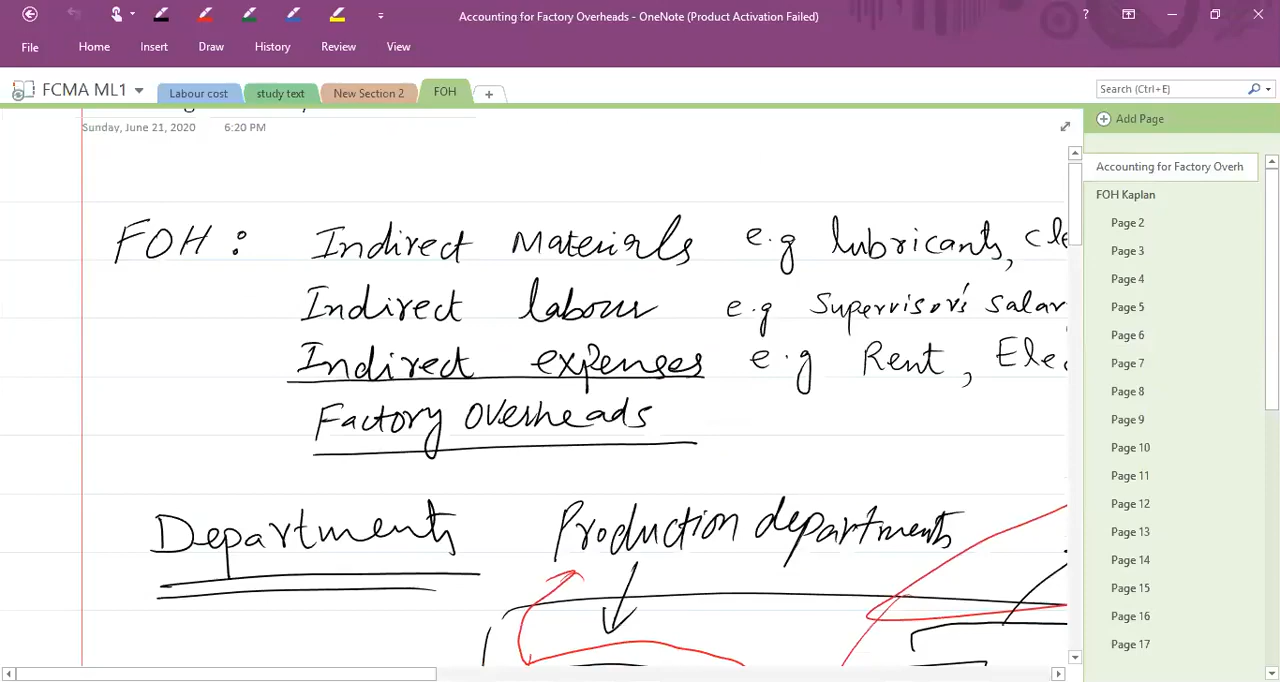 Accounting for Factory Overheads - OneNote (Product Activation Failed)
?
File Home Insert Draw History Review View
FCMA ML1 Labour cost study text New Section 2 FOH +
Search (Ctrl+E)
Sunday, June 21, 2020 6:20 PM
Add Page
Accounting for Factory Overh
FOH Kaplan
Page 2
Page 3
Page 4
Page 5
Page 6
Page 7
Page 8
Page 9
Page 10
Page 11
Page 12
Page 13
Page 14
Page 15
Page 16
Page 17
FOH : Indirect Materials e.g lubricants, cle
Indirect labour e.g Supervisor's salar
Indirect expenses e.g Rent, Elec
Factory overheads
Departments Production departments